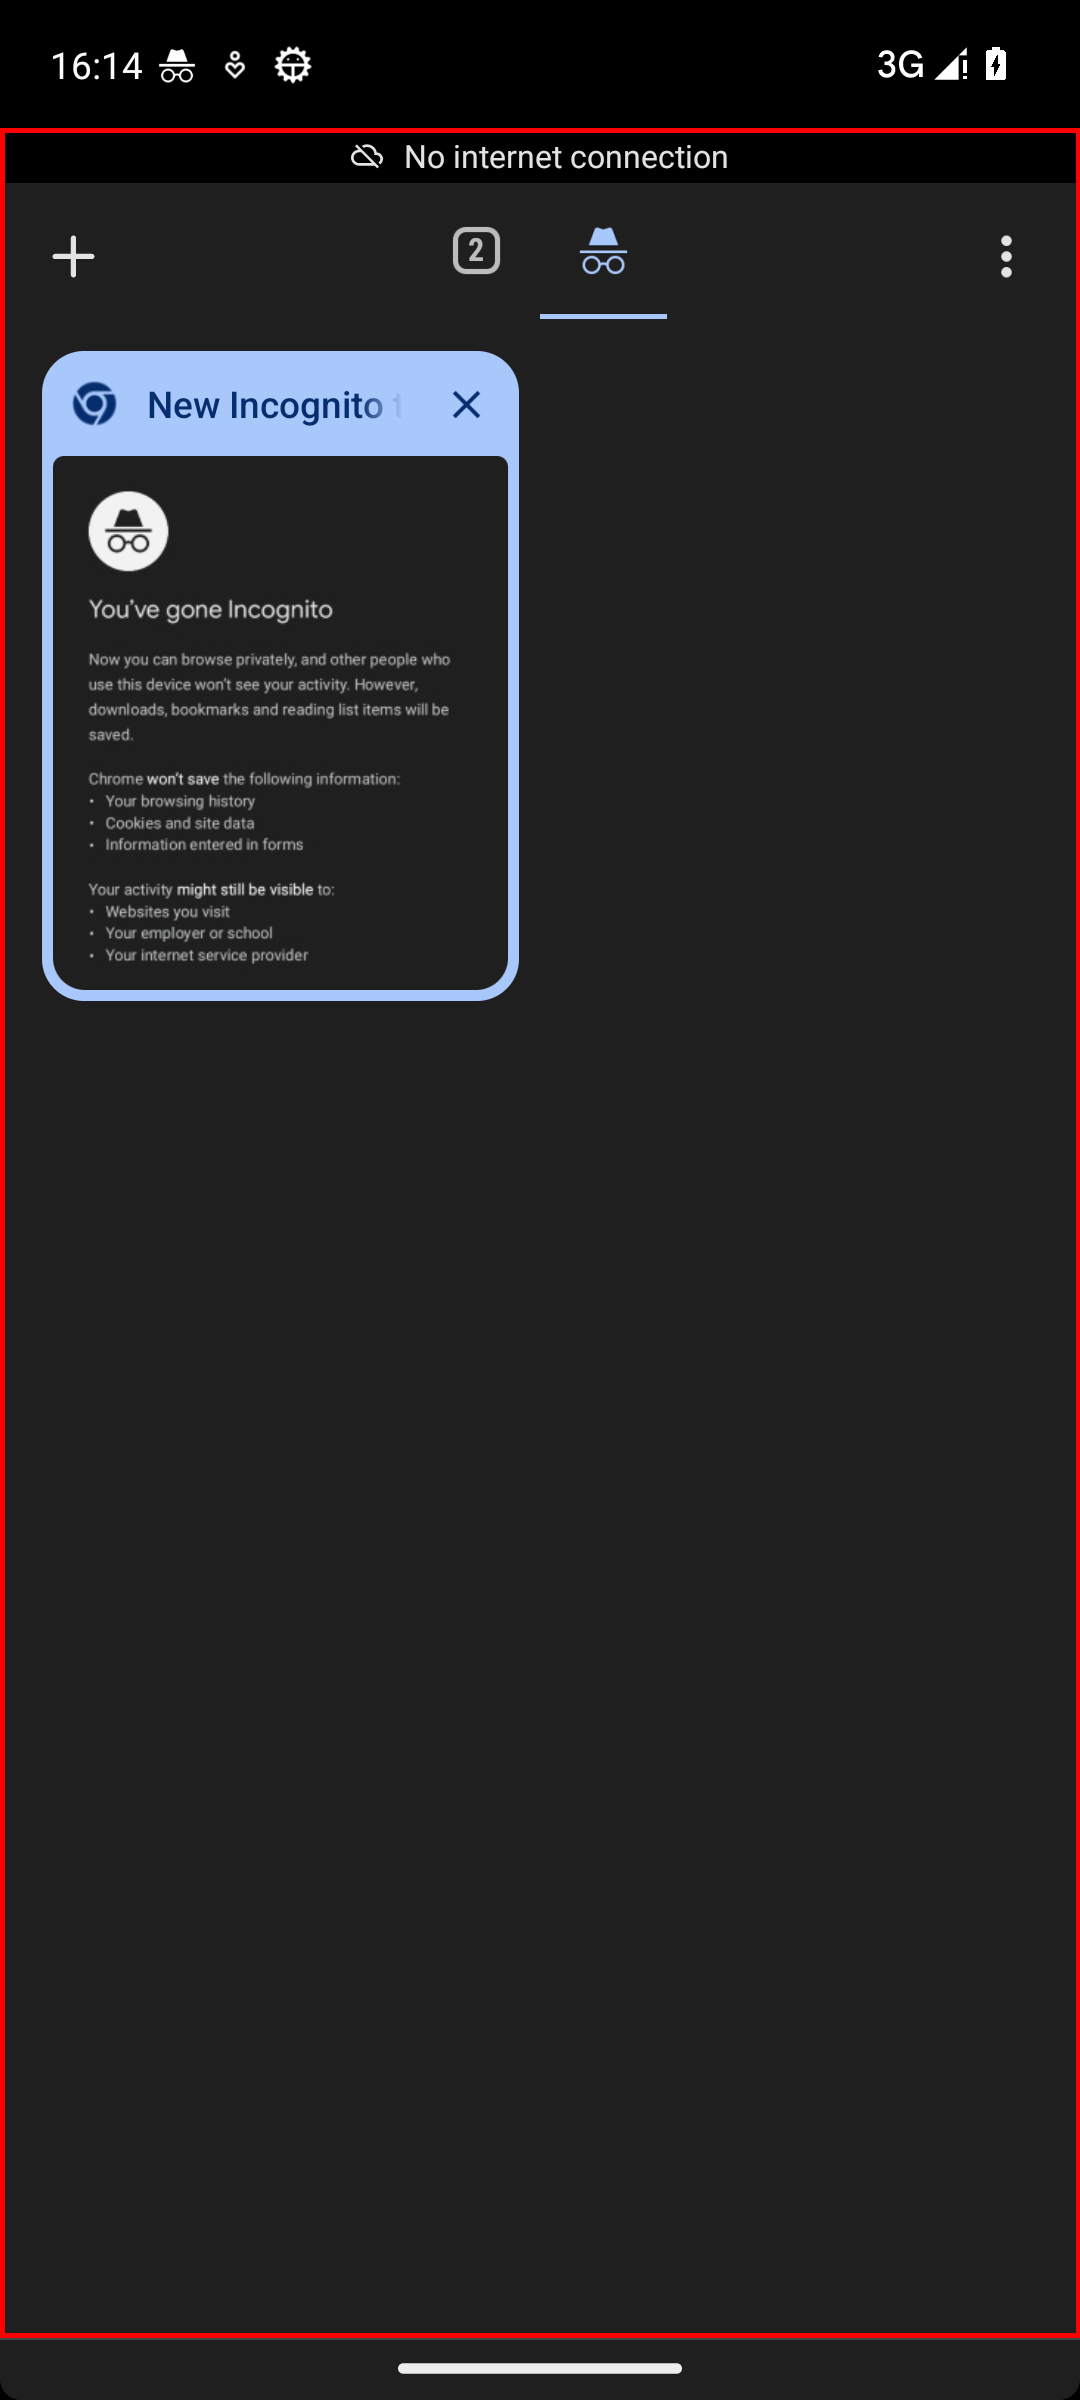 16:14
3G
No internet connection
2
New Incognito t
You've gone Incognito
Now you can browse privately, and other people who
use this device won't see your activity. However,
downloads, bookmarks and reading list items will be
saved.
Chrome won't save the following information:
• Your browsing history
• Cookies and site data
• Information entered in forms
Your activity might still be visible to:
• Websites you visit
• Your employer or school
• Your internet service provider